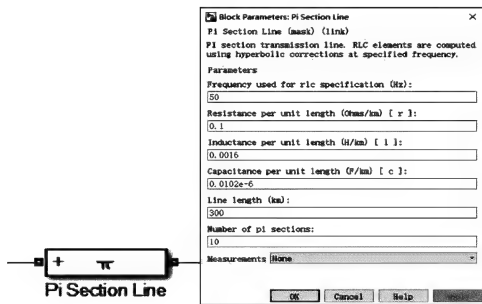 Block Parameters: Pi Section Line
Pi Section Line (mask) (link)
PI section transmission line. RLC elements are computed
using hyperbolic corrections at specified frequency.
Parameters
Frequency used for rlc specification (Hz):
50
Resistance per unit length (Ohms/km) [ r ]:
0.1
Inductance per unit length (H/km) [ l ]:
0.0016
Capacitance per unit length (F/km) [ c ]:
0.0102e-6
Line length (km):
300
Number of pi sections:
10
Measurements None
OK Cancel Help
+ π
Pi Section Line